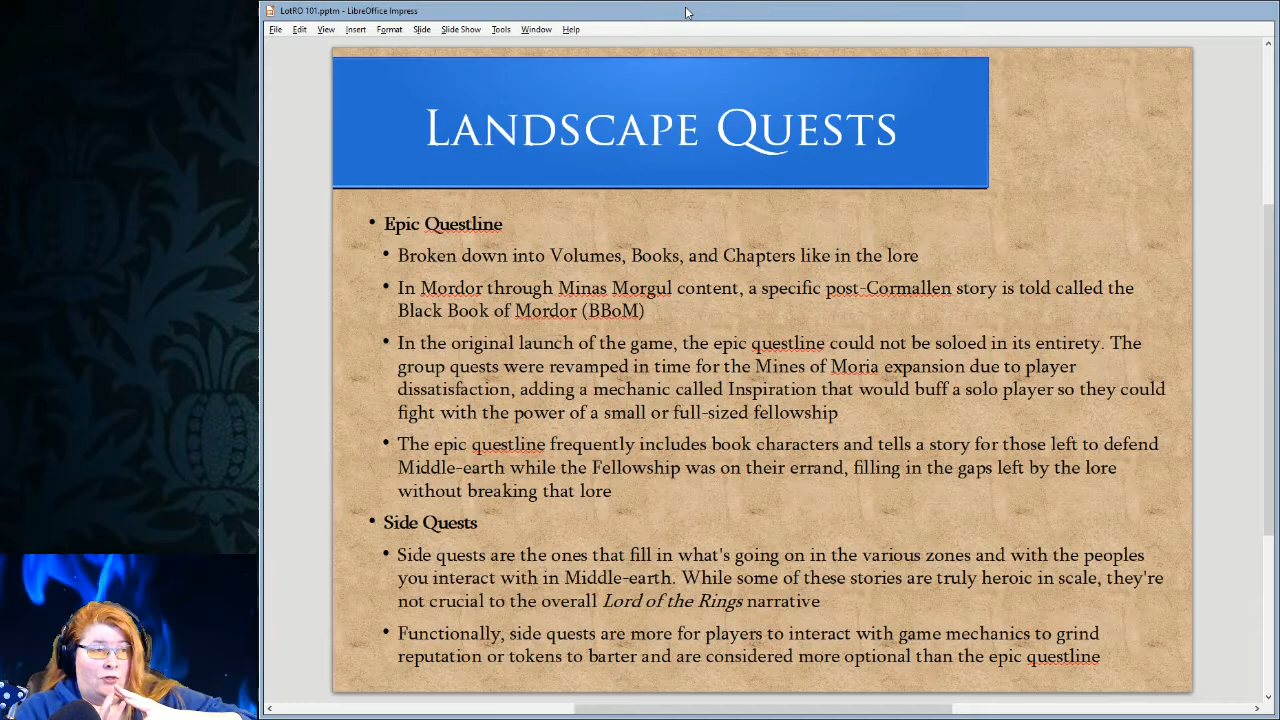 LotRO 101.pptm - LibreOffice Impress
File Edit View Insert Format Slide Slide Show Tools Window Help
Landscape Quests
• Epic Questline
• Broken down into Volumes, Books, and Chapters like in the lore
• In Mordor through Minas Morgul content, a specific post-Cormallen story is told called the
Black Book of Mordor (BBoM)
• In the original launch of the game, the epic questline could not be soloed in its entirety. The
group quests were revamped in time for the Mines of Moria expansion due to player
dissatisfaction, adding a mechanic called Inspiration that would buff a solo player so they could
fight with the power of a small or full-sized fellowship
• The epic questline frequently includes book characters and tells a story for those left to defend
Middle-earth while the Fellowship was on their errand, filling in the gaps left by the lore
without breaking that lore
• Side Quests
• Side quests are the ones that fill in what's going on in the various zones and with the peoples
you interact with in Middle-earth. While some of these stories are truly heroic in scale, they're
not crucial to the overall Lord of the Rings narrative
• Functionally, side quests are more for players to interact with game mechanics to grind
reputation or tokens to barter and are considered more optional than the epic questline